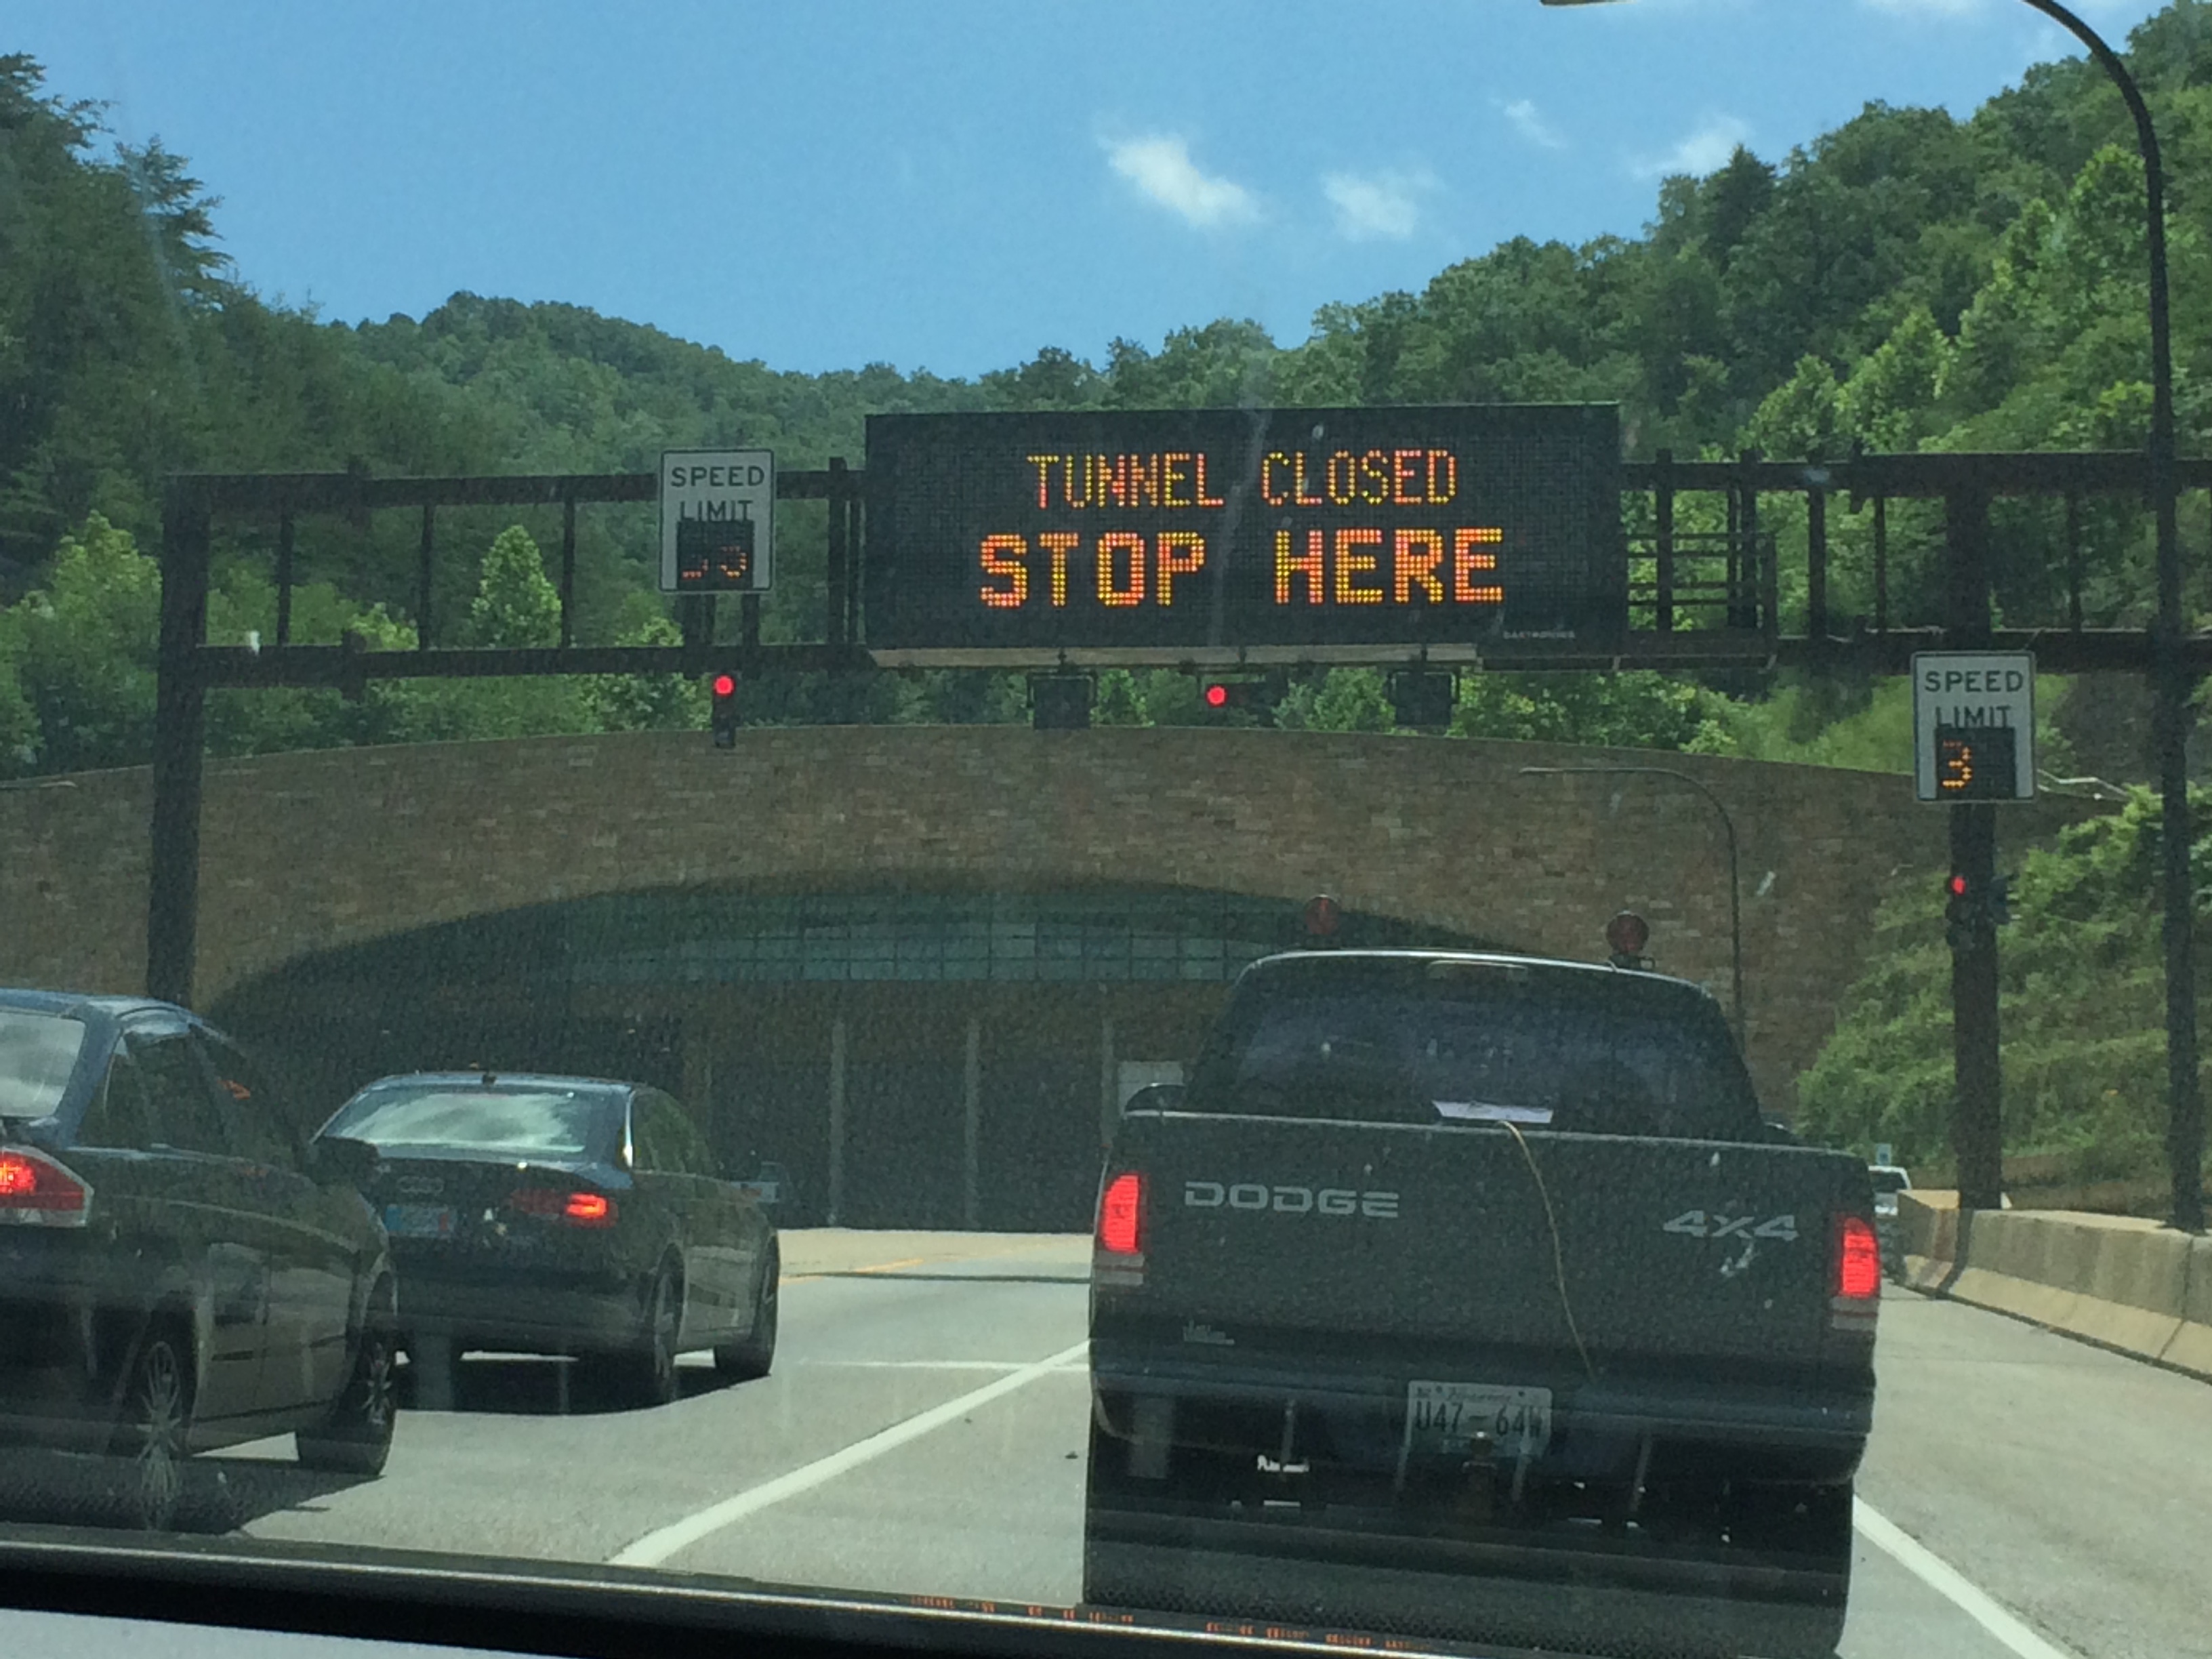 SPEED
LIMIT
TUNNEL CLOSED
STOP HERE
SPEED
LIMIT
3
DODGE
4x4
U47 64W